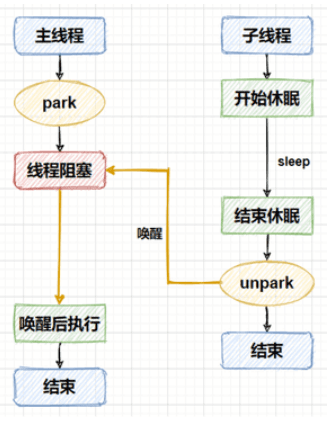 主线程
子线程
park
开始休眠
线程阻塞
sleep
结束休眠
唤醒
unpark
唤醒后执行
结束
结束